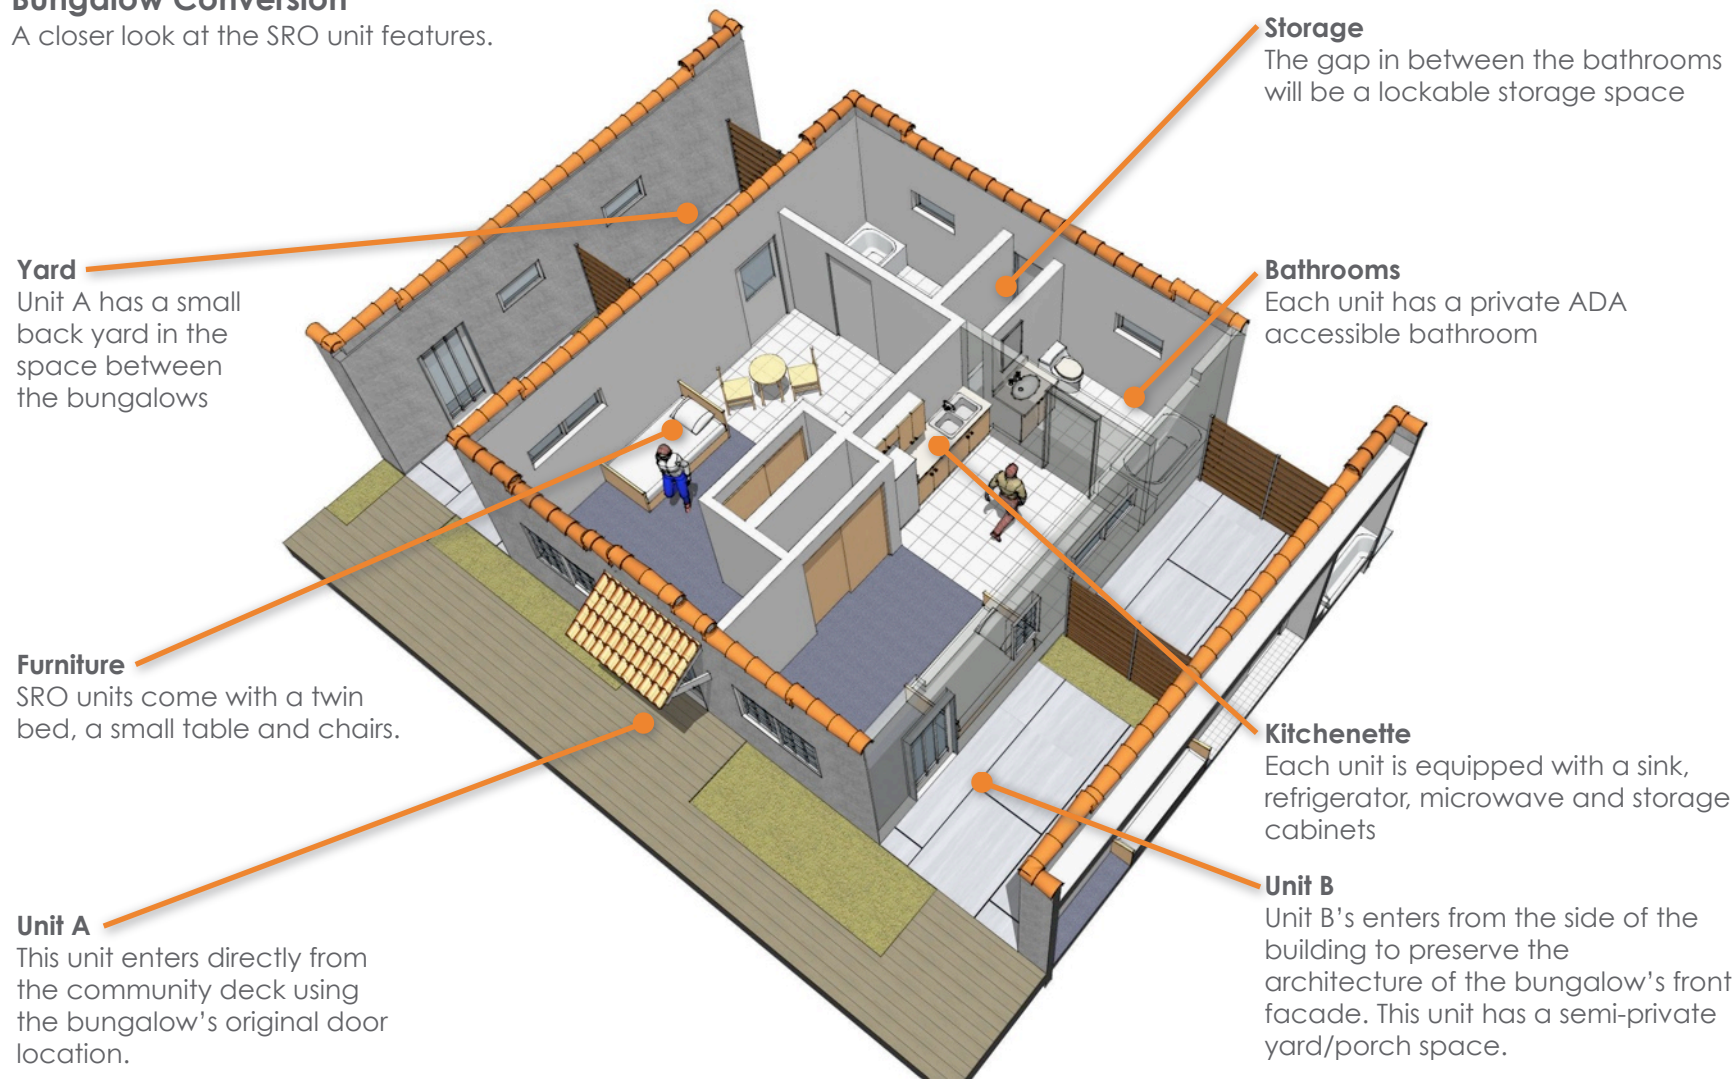 Bungalow Conversion
A closer look at the SRO unit features.
Storage
The gap in between the bathrooms
will be a lockable storage space
Yard
Unit A has a small
back yard in the
space between
the bungalows
Bathrooms
Each unit has a private ADA
accessible bathroom
Furniture
SRO units come with a twin
bed, a small table and chairs.
Kitchenette
Each unit is equipped with a sink,
refrigerator, microwave and storage
cabinets
Unit A
This unit enters directly from
the community deck using
the bungalow’s original door
location.
Unit B
Unit B’s enters from the side of the
building to preserve the
architecture of the bungalow’s front
facade. This unit has a semi-private
yard/porch space.